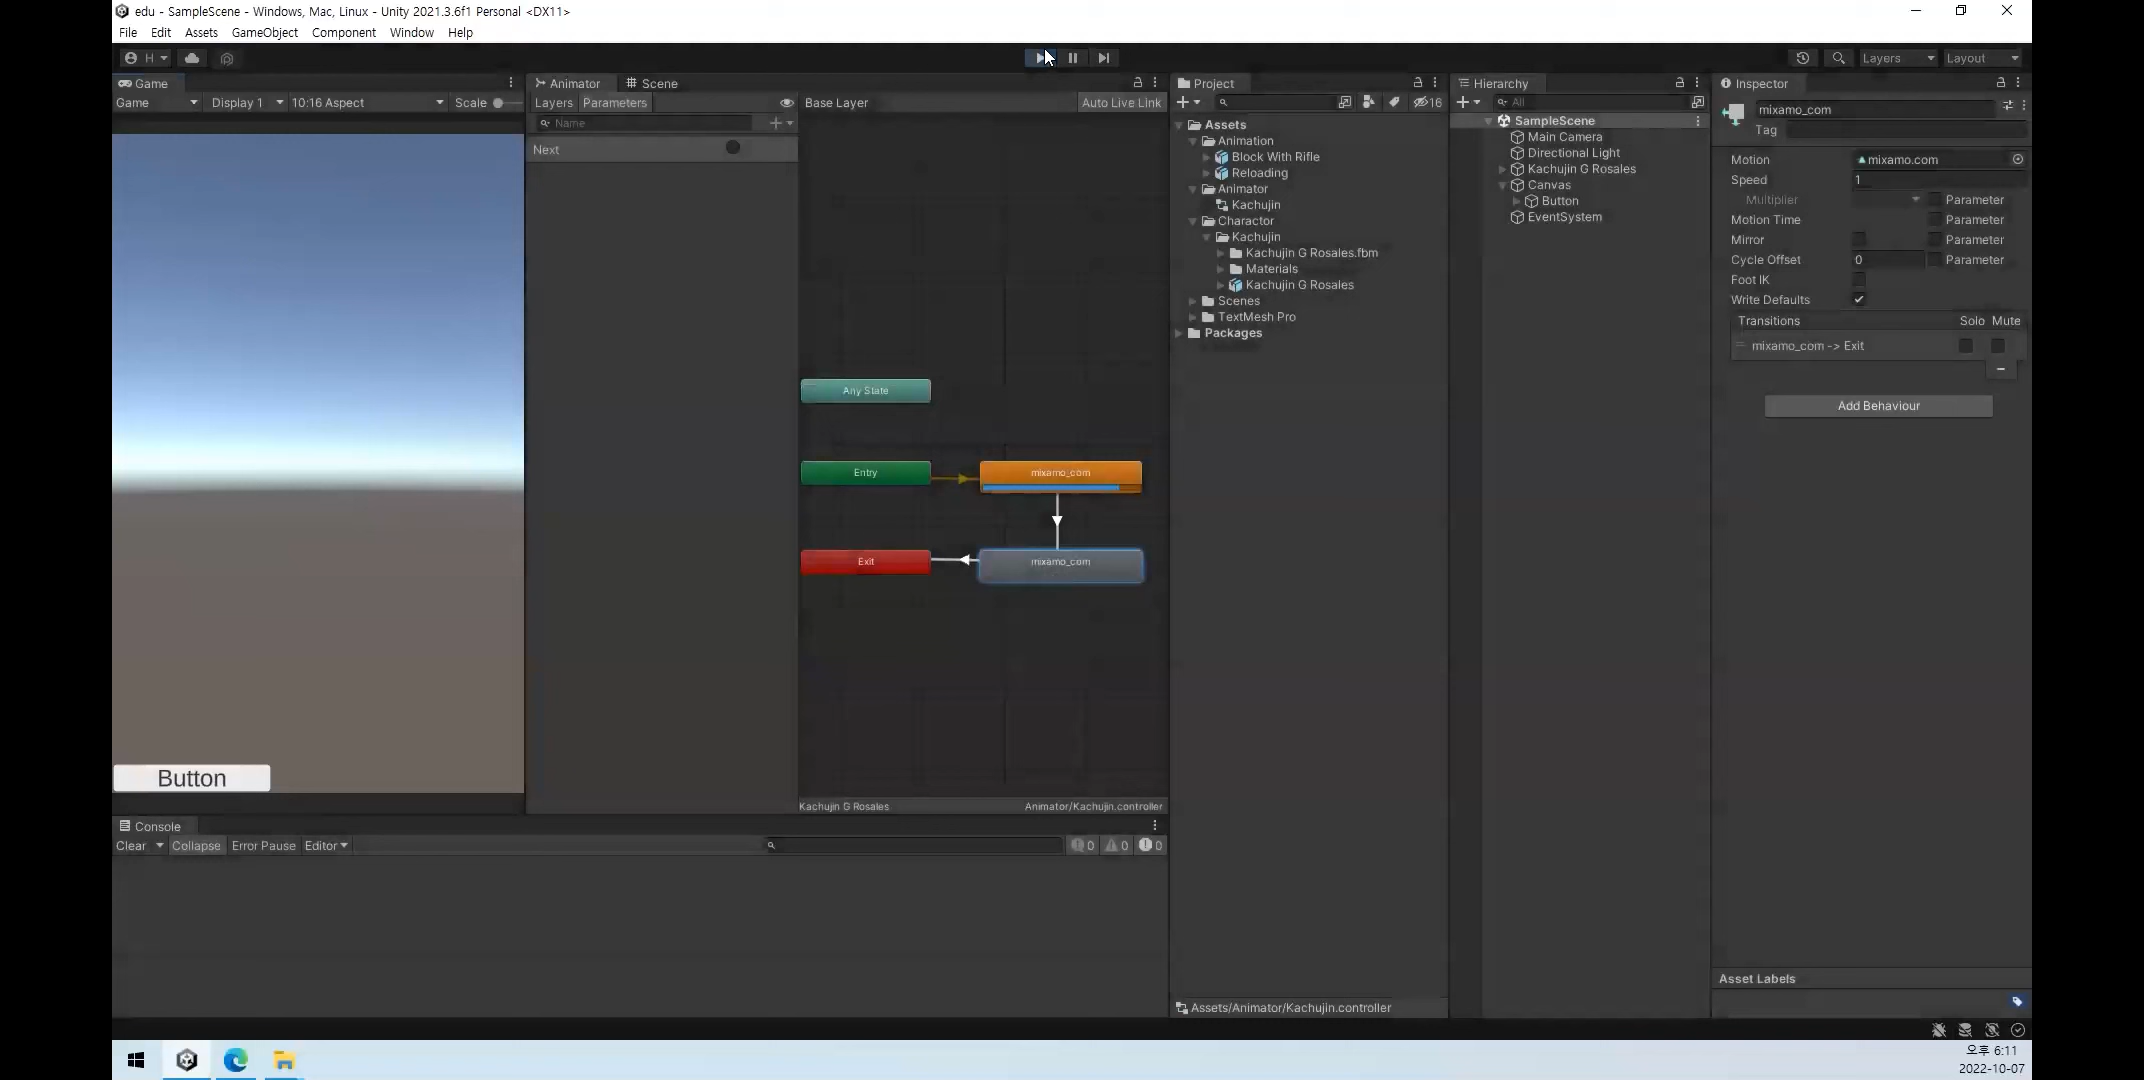 edu - SampleScene - Windows, Mac, Linux - Unity 2021.3.6f1 Personal <DX11>
File Edit Assets GameObject Component Window Help
H Layers Layout
Game
Game Display 1 10:16 Aspect Scale
Button
Animator Scene
Layers Parameters Base Layer Auto Live Link
Name
Next
Any State
Entry mixamo_com
Exit mixamo_com
Kachujin G Rosales Animator/Kachujin.controller
Console
Clear Collapse Error Pause Editor 0 0 0
Project
16
Assets
Animation
Block With Rifle
Reloading
Animator
Kachujin
Charactor
Kachujin
Kachujin G Rosales.fbm
Materials
Kachujin G Rosales
Scenes
TextMesh Pro
Packages
Assets/Animator/Kachujin.controller
Hierarchy
All
SampleScene
Main Camera
Directional Light
Kachujin G Rosales
Canvas
Button
EventSystem
Inspector
mixamo_com
Tag
Motion mixamo.com
Speed 1
Multiplier Parameter
Motion Time Parameter
Mirror Parameter
Cycle Offset 0 Parameter
Foot IK
Write Defaults
Transitions Solo Mute
mixamo_com -> Exit
Add Behaviour
Asset Labels
오후 6:11
2022-10-07